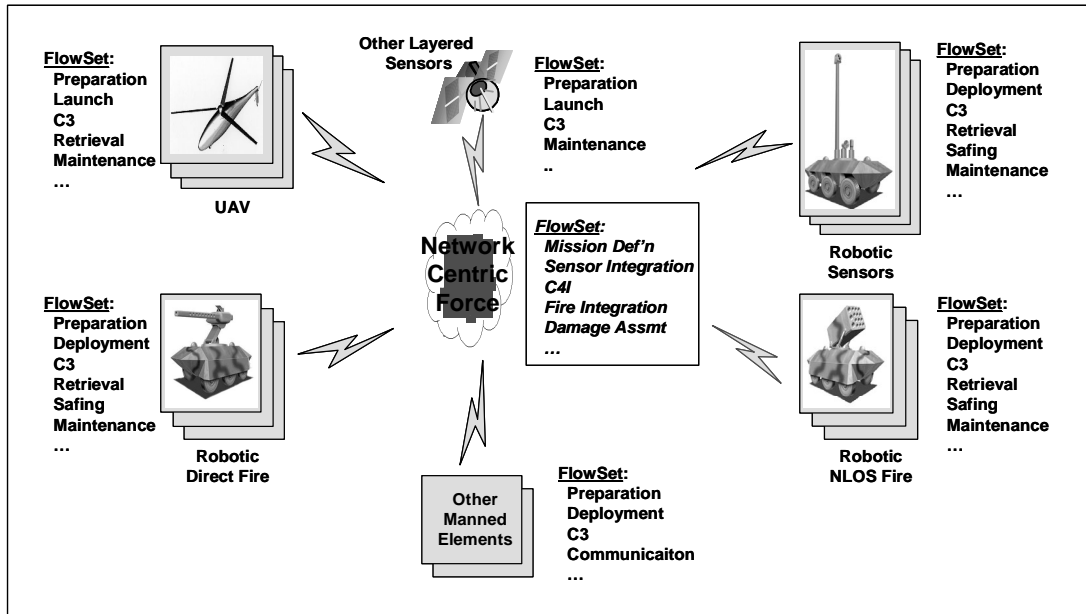 FlowSet:
Preparation
Launch
C3
Retrieval
Maintenance
…
UAV
Other Layered
Sensors
FlowSet:
Preparation
Launch
C3
Maintenance
..
Robotic
Sensors
FlowSet:
Preparation
Deployment
C3
Retrieval
Safing
Maintenance
…
Network
Centric
Force
FlowSet:
Mission Def'n
Sensor Integration
C4I
Fire Integration
Damage Assmt
…
FlowSet:
Preparation
Deployment
C3
Retrieval
Safing
Maintenance
…
Robotic
Direct Fire
Robotic
NLOS Fire
FlowSet:
Preparation
Deployment
C3
Retrieval
Safing
Maintenance
…
Other
Manned
Elements
FlowSet:
Preparation
Deployment
C3
Communicaiton
…